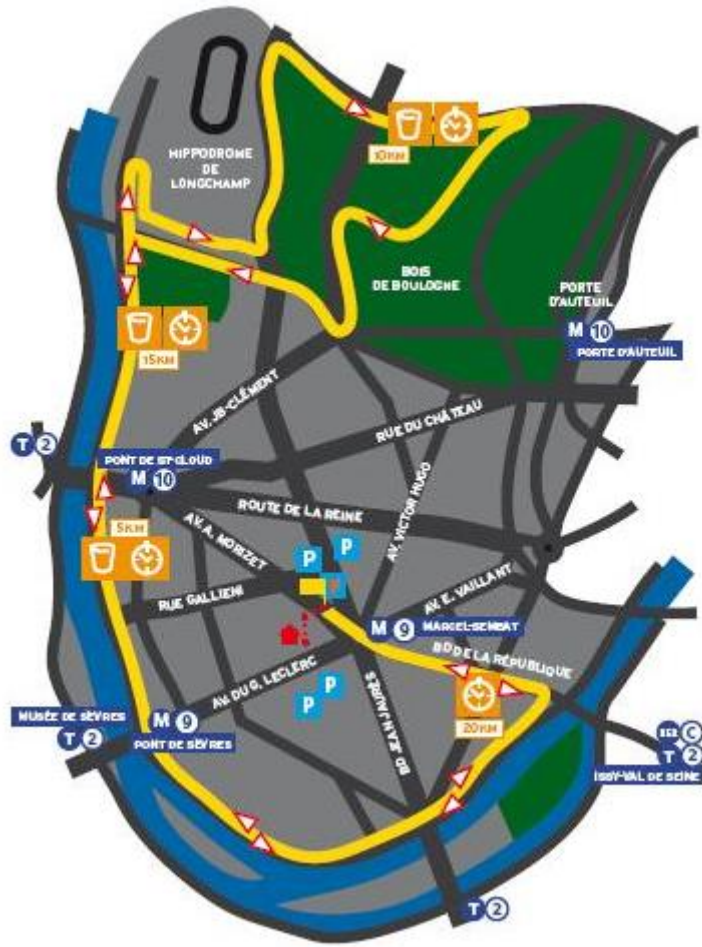 HIPPODROME
DE
LONGCHAMP
10KM
BOIS
DE BOULOGNE
PORTE
D'AUTEUIL
M 10
PORTE D'AUTEUIL
15KM
AV. JB-CLÉMENT
RUE DU CHÂTEAU
T 2
PONT DE ST-CLOUD
M 10
AV. VICTOR HUGO
ROUTE DE LA REINE
5KM
AV. A. MORIZET
P
P
RUE GALLIENI
AV. E. VAILLANT
M 9 MARCEL-SEMBAT
BD DE LA RÉPUBLIQUE
AV. DU G. LECLERC
P
P
BD JEAN JAURÈS
20KM
MUSÉE DE SÈVRES
T 2
M 9
PONT DE SÈVRES
RER C
T 2
ISSY-VAL DE SEINE
T 2